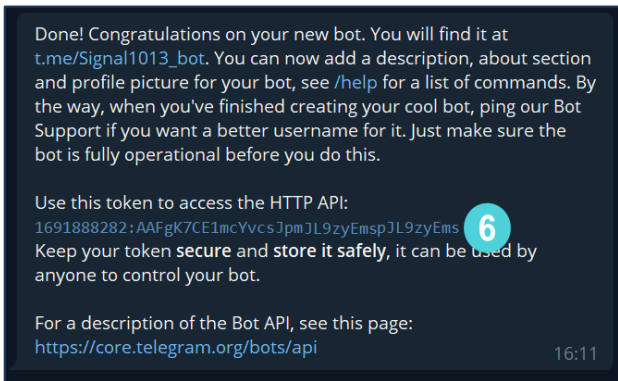 Done! Congratulations on your new bot. You will find it at
t.me/Signal1013_bot. You can now add a description, about section
and profile picture for your bot, see /help for a list of commands. By
the way, when you've finished creating your cool bot, ping our Bot
Support if you want a better username for it. Just make sure the
bot is fully operational before you do this.
Use this token to access the HTTP API:
1691888282:AAFgK7CE1mcYvcsJpmJL9zyEmspJL9zyEms 6
Keep your token secure and store it safely, it can be used by
anyone to control your bot.
For a description of the Bot API, see this page:
https://core.telegram.org/bots/api 16:11